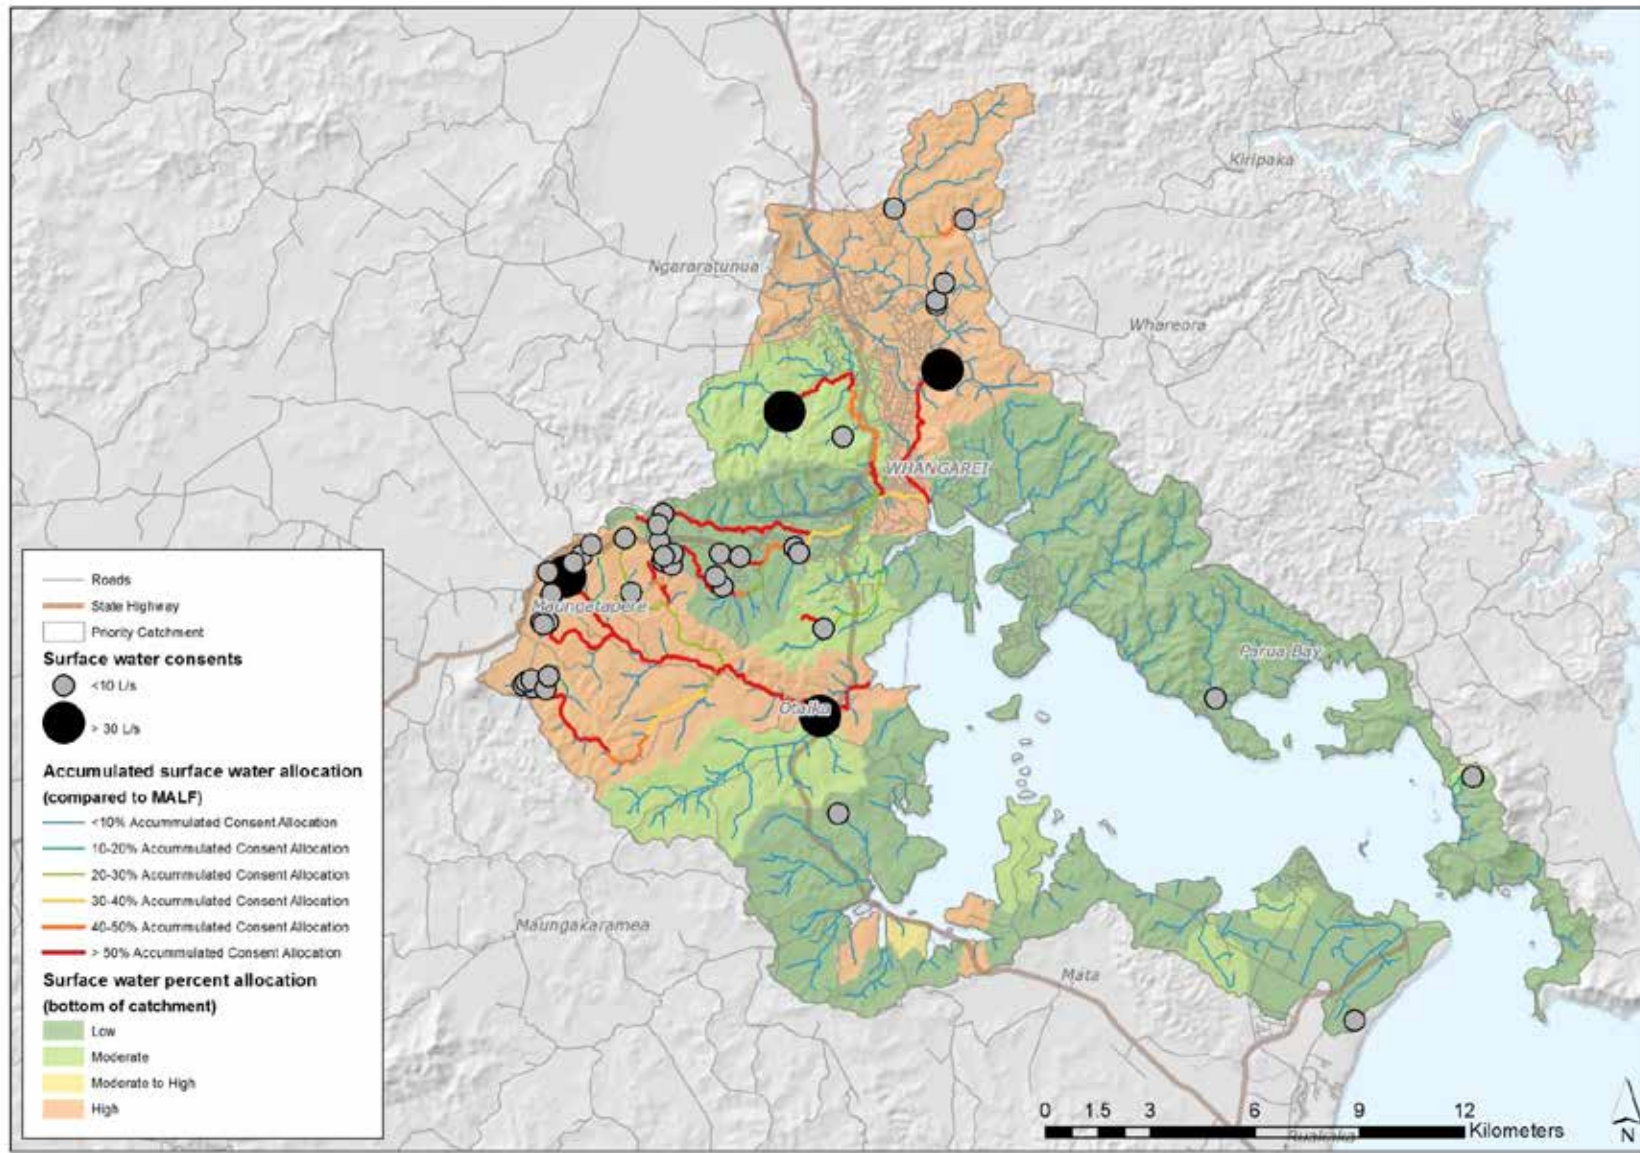 Kiripaka
Ngararatunua
Whareora
WHANGAREI
Maungatapere
Parua Bay
Otaika
Maungakaramea
Mata
Ruakaka
Roads
State Highway
Priority Catchment
Surface water consents
<10 L/s
> 30 L/s
Accumulated surface water allocation
(compared to MALF)
<10% Accummulated Consent Allocation
10-20% Accummulated Consent Allocation
20-30% Accummulated Consent Allocation
30-40% Accummulated Consent Allocation
40-50% Accummulated Consent Allocation
> 50% Accummulated Consent Allocation
Surface water percent allocation
(bottom of catchment)
Low
Moderate
Moderate to High
High
0 1.5 3 6 9 12
Kilometers
N